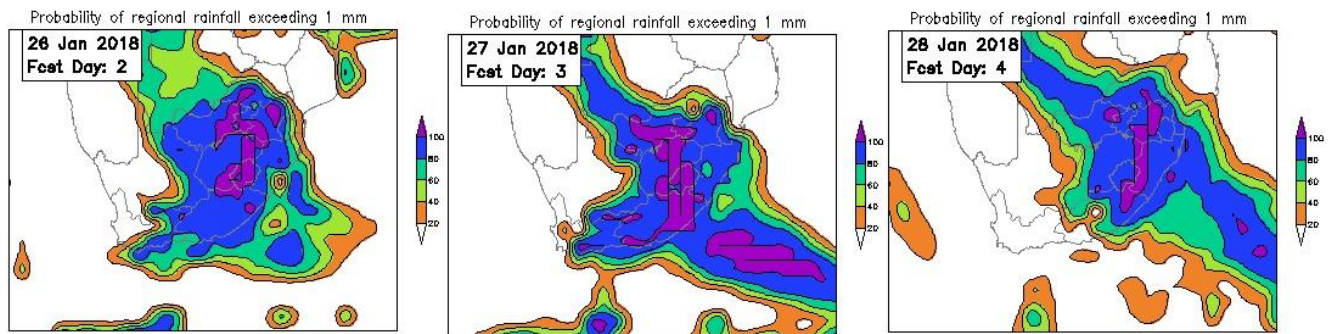 Probability of regional rainfall exceeding 1 mm
26 Jan 2018
Fcst Day: 2
100
80
60
40
20
Probability of regional rainfall exceeding 1 mm
27 Jan 2018
Fcst Day: 3
100
80
60
40
20
Probability of regional rainfall exceeding 1 mm
28 Jan 2018
Fcst Day: 4
100
80
60
40
20